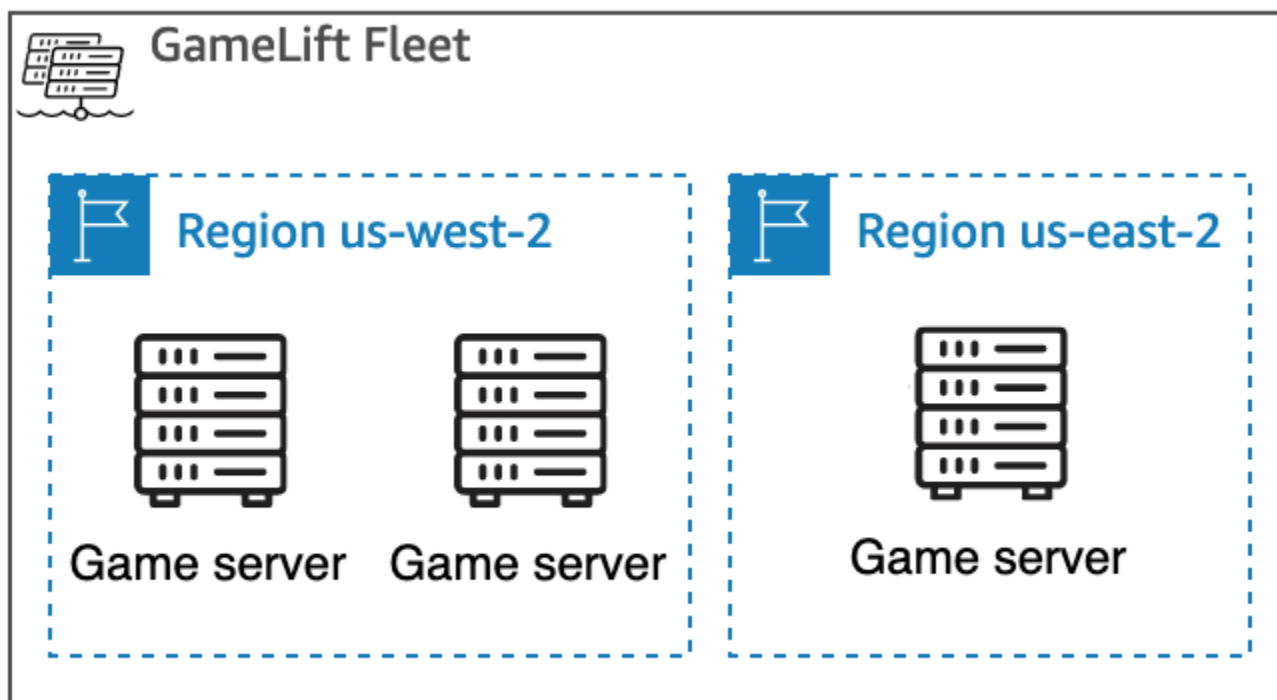 GameLift Fleet
Region us-west-2
Region us-east-2
Game server
Game server
Game server